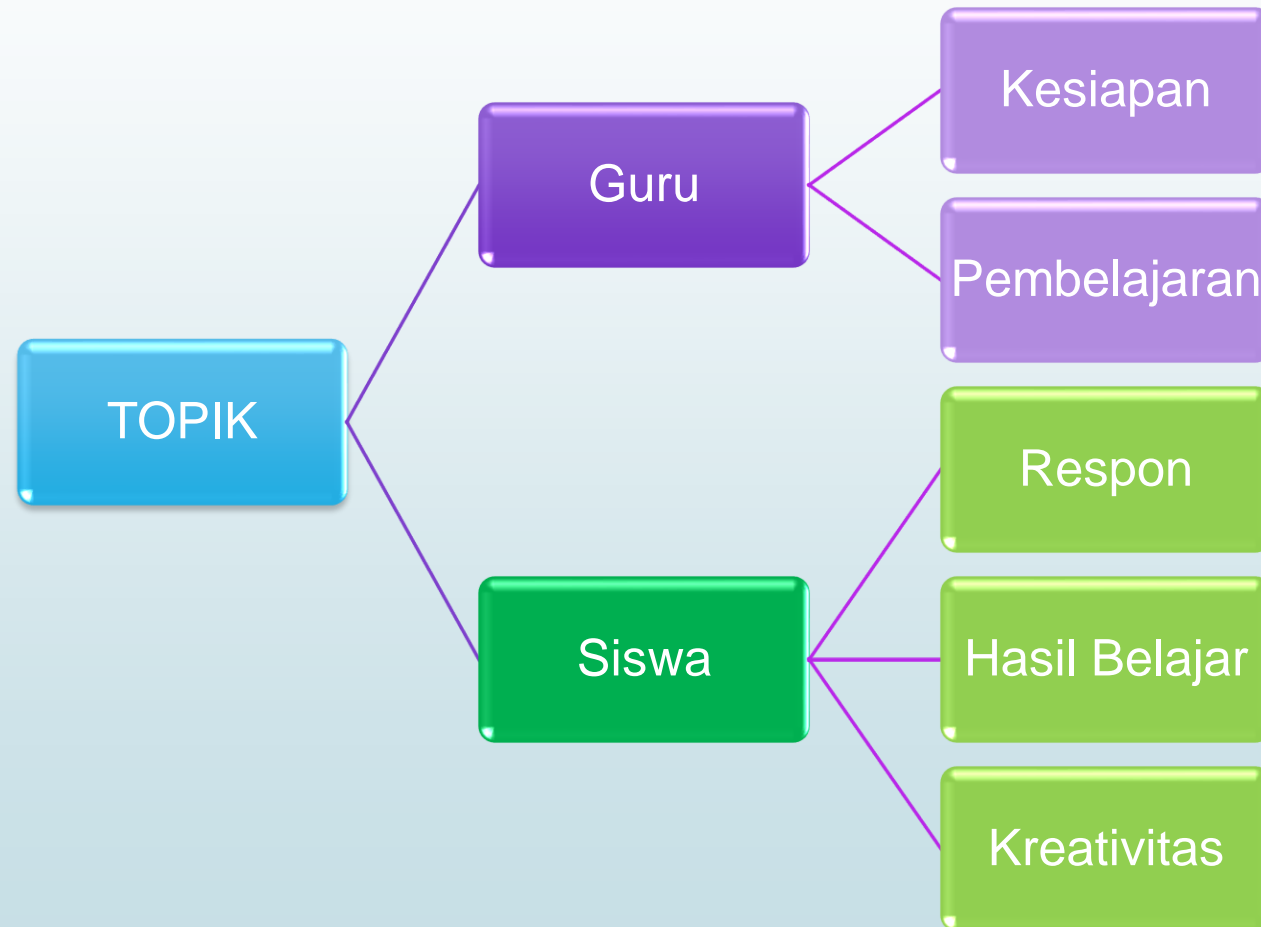 TOPIK
Guru
Kesiapan
Pembelajaran
Siswa
Respon
Hasil Belajar
Kreativitas